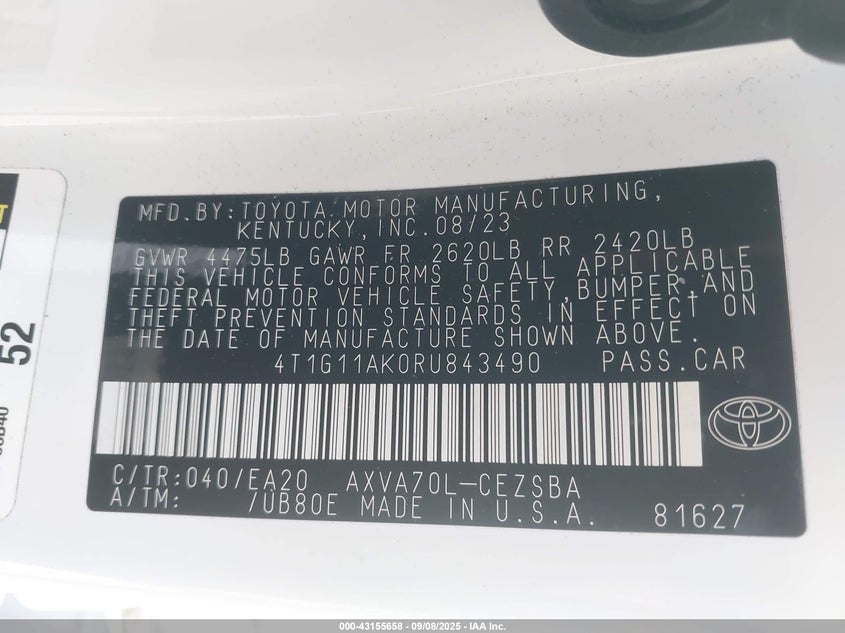 MFD.BY:TOYOTA MOTOR MANUFACTURING,
KENTUCKY,INC.08/23
GVWR 4475LB GAWR FR 2620LB RR 2420LB
THIS VEHICLE CONFORMS TO ALL APPLICABLE
FEDERAL MOTOR VEHICLE SAFETY,BUMPER,AND
THEFT PREVENTION STANDARDS IN EFFECT ON
THE DATE OF MANUFACTURE SHOWN ABOVE.
4T1G11AK0RU843490 PASS.CAR
C/TR:040/EA20 AXVA70L-CEZSBA
A/TM: /UB80E MADE IN U.S.A. 81627
52
000-43155658 - 09/08/2025 - IAA Inc.